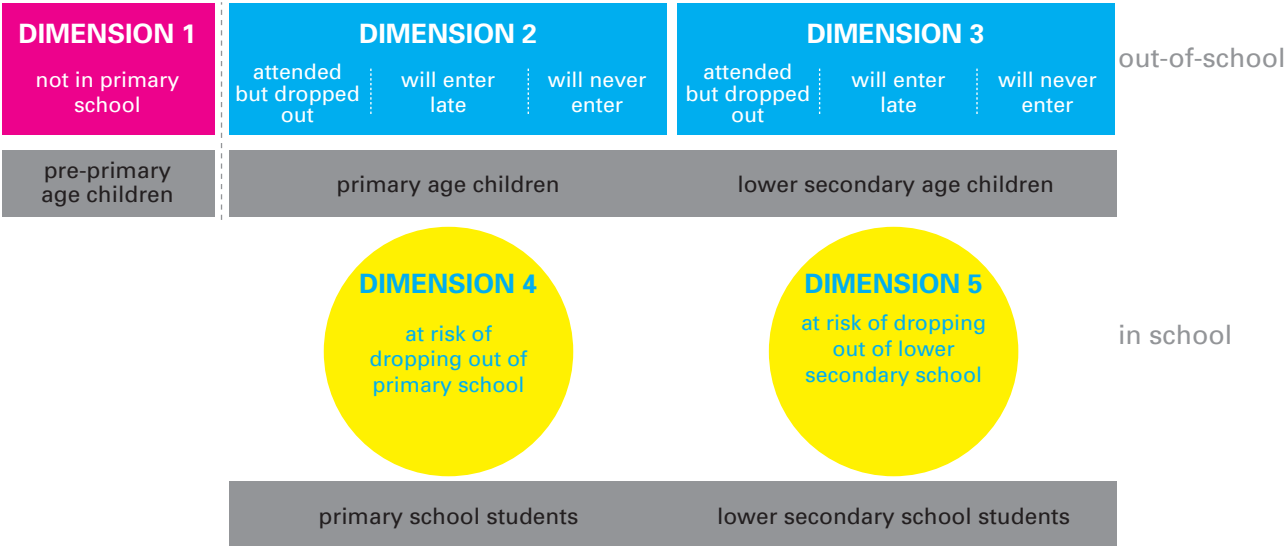 DIMENSION 1
not in primary
school
DIMENSION 2
attended
but dropped
out
will enter
late
will never
enter
DIMENSION 3
attended
but dropped
out
will enter
late
will never
enter
out-of-school
pre-primary
age children
primary age children
lower secondary age children
DIMENSION 4
at risk of
dropping out of
primary school
DIMENSION 5
at risk of dropping
out of lower
secondary school
in school
primary school students
lower secondary school students